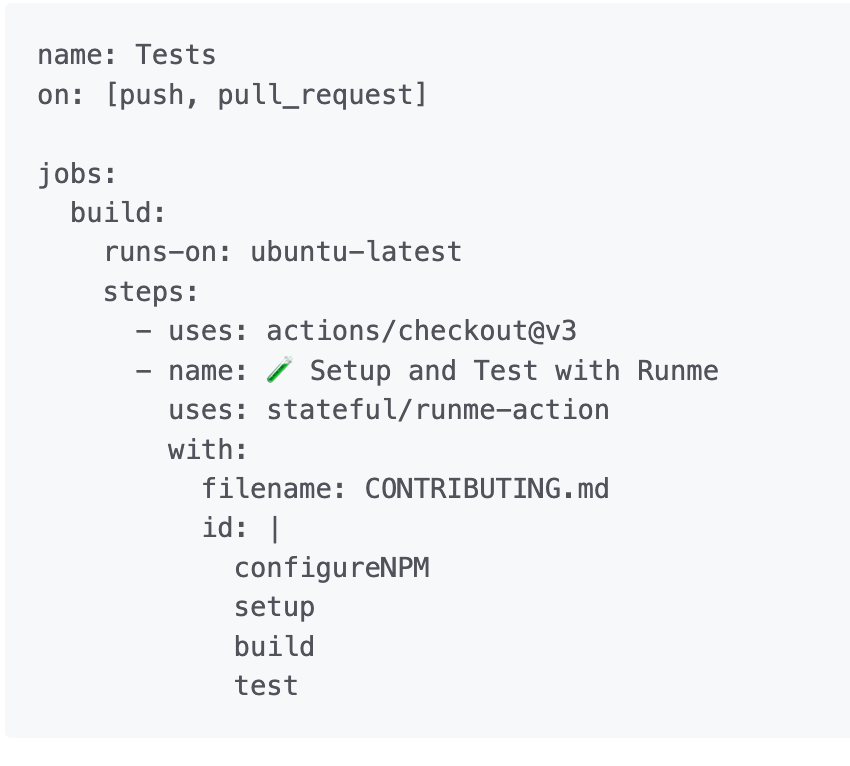 name: Tests
on: [push, pull_request]

jobs:
  build:
    runs-on: ubuntu-latest
    steps:
      - uses: actions/checkout@v3
      - name: 🧪 Setup and Test with Runme
        uses: stateful/runme-action
        with:
          filename: CONTRIBUTING.md
          id: |
            configureNPM
            setup
            build
            test